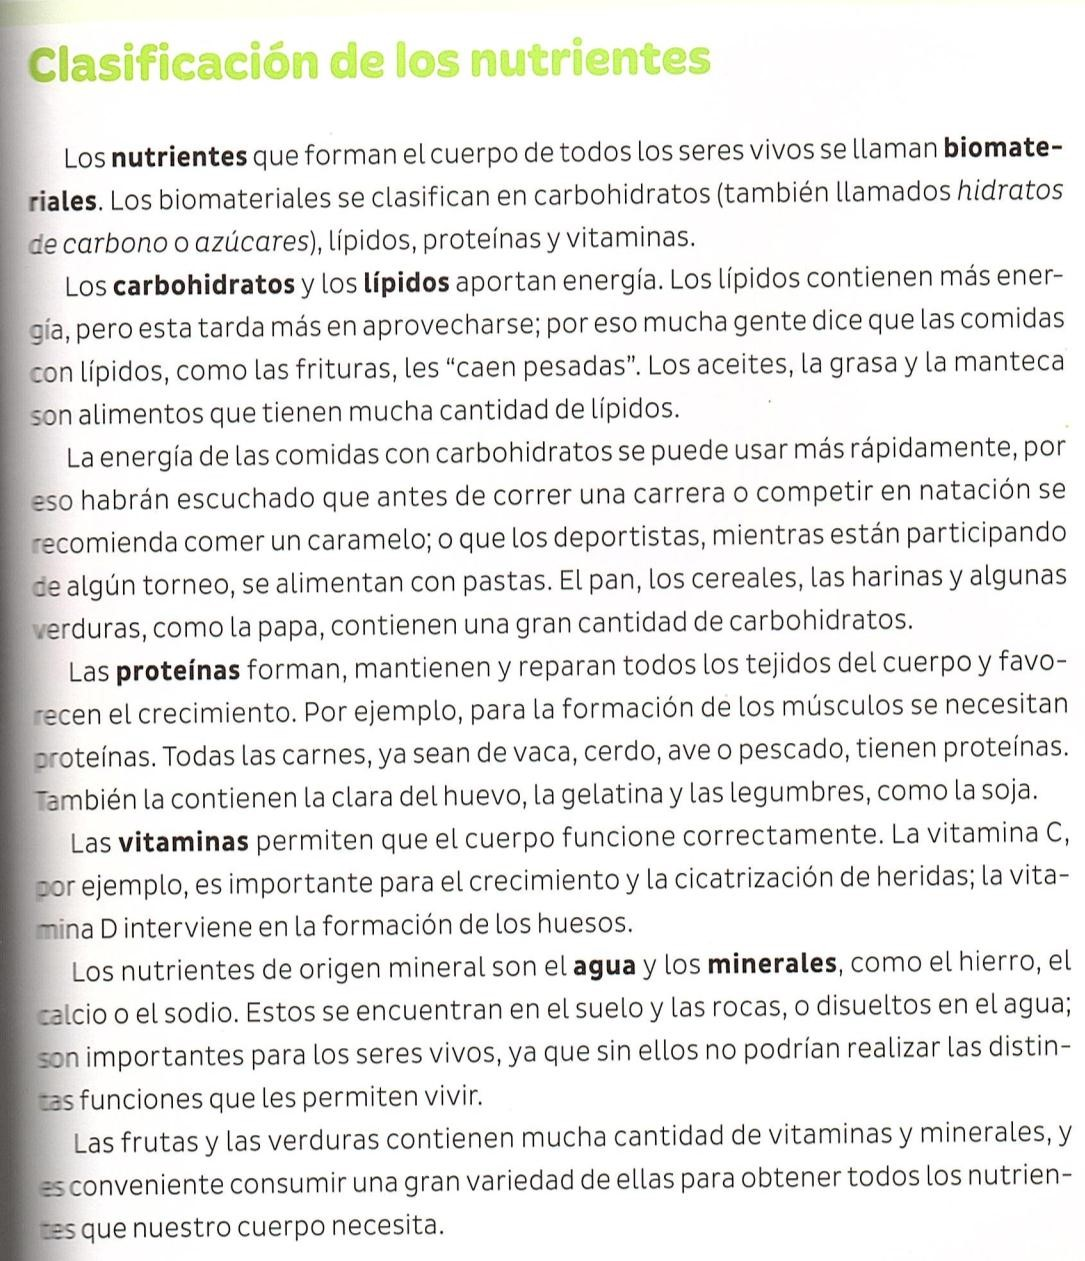 Clasificación de los nutrientes
Los nutrientes que forman el cuerpo de todos los seres vivos se llaman biomate-
riales. Los biomateriales se clasifican en carbohidratos (también llamados hidratos
de carbono o azúcares), lípidos, proteínas y vitaminas.
Los carbohidratos y los lípidos aportan energía. Los lípidos contienen más ener-
gía, pero esta tarda más en aprovecharse; por eso mucha gente dice que las comidas
con lípidos, como las frituras, les “caen pesadas”. Los aceites, la grasa y la manteca
son alimentos que tienen mucha cantidad de lípidos.
La energía de las comidas con carbohidratos se puede usar más rápidamente, por
eso habrán escuchado que antes de correr una carrera o competir en natación se
recomienda comer un caramelo; o que los deportistas, mientras están participando
de algún torneo, se alimentan con pastas. El pan, los cereales, las harinas y algunas
verduras, como la papa, contienen una gran cantidad de carbohidratos.
Las proteínas forman, mantienen y reparan todos los tejidos del cuerpo y favo-
recen el crecimiento. Por ejemplo, para la formación de los músculos se necesitan
proteínas. Todas las carnes, ya sean de vaca, cerdo, ave o pescado, tienen proteínas.
También la contienen la clara del huevo, la gelatina y las legumbres, como la soja.
Las vitaminas permiten que el cuerpo funcione correctamente. La vitamina C,
por ejemplo, es importante para el crecimiento y la cicatrización de heridas; la vita-
mina D interviene en la formación de los huesos.
Los nutrientes de origen mineral son el agua y los minerales, como el hierro, el
calcio o el sodio. Estos se encuentran en el suelo y las rocas, o disueltos en el agua;
son importantes para los seres vivos, ya que sin ellos no podrían realizar las distin-
tas funciones que les permiten vivir.
Las frutas y las verduras contienen mucha cantidad de vitaminas y minerales, y
es conveniente consumir una gran variedad de ellas para obtener todos los nutrien-
tes que nuestro cuerpo necesita.